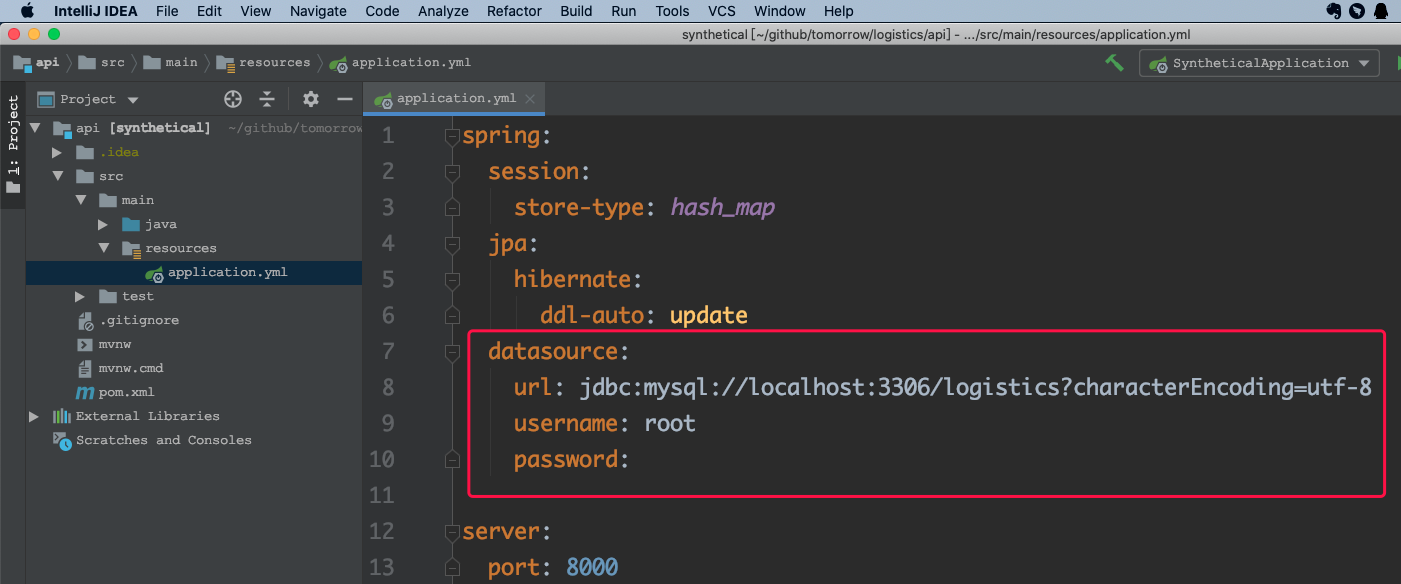 IntelliJ IDEA File Edit View Navigate Code Analyze Refactor Build Run Tools VCS Window Help
synthetical [~/github/tomorrow/logistics/api] - .../src/main/resources/application.yml
api src main resources application.yml SyntheticalApplication
1: Project
Project
api [synthetical] ~/github/tomorrow
.idea
src
main
java
resources
application.yml
test
.gitignore
mvnw
mvnw.cmd
pom.xml
External Libraries
Scratches and Consoles
application.yml
1 spring:
2 session:
3 store-type: hash_map
4 jpa:
5 hibernate:
6 ddl-auto: update
7 datasource:
8 url: jdbc:mysql://localhost:3306/logistics?characterEncoding=utf-8
9 username: root
10 password:
11
12 server:
13 port: 8000